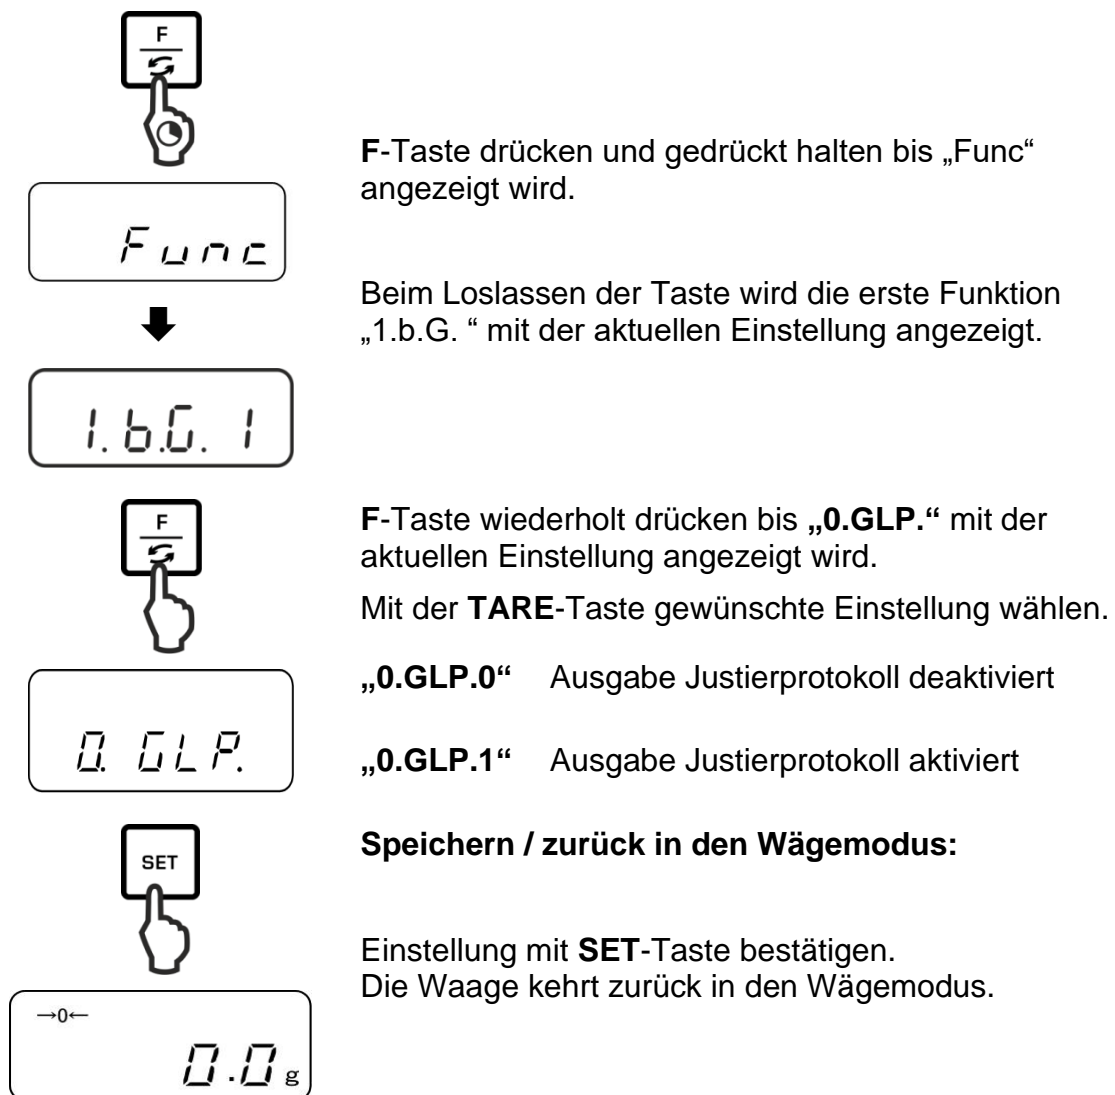 F
F-Taste drücken und gedrückt halten bis „Func“
angezeigt wird.
Func
Beim Loslassen der Taste wird die erste Funktion
„1.b.G. “ mit der aktuellen Einstellung angezeigt.
1.b.G. 1
F
F-Taste wiederholt drücken bis „0.GLP.“ mit der
aktuellen Einstellung angezeigt wird.
Mit der TARE-Taste gewünschte Einstellung wählen.
„0.GLP.0“ Ausgabe Justierprotokoll deaktiviert
0. GLP.
„0.GLP.1“ Ausgabe Justierprotokoll aktiviert
SET
Speichern / zurück in den Wägemodus:
Einstellung mit SET-Taste bestätigen.
Die Waage kehrt zurück in den Wägemodus.
→0←
0.0 g